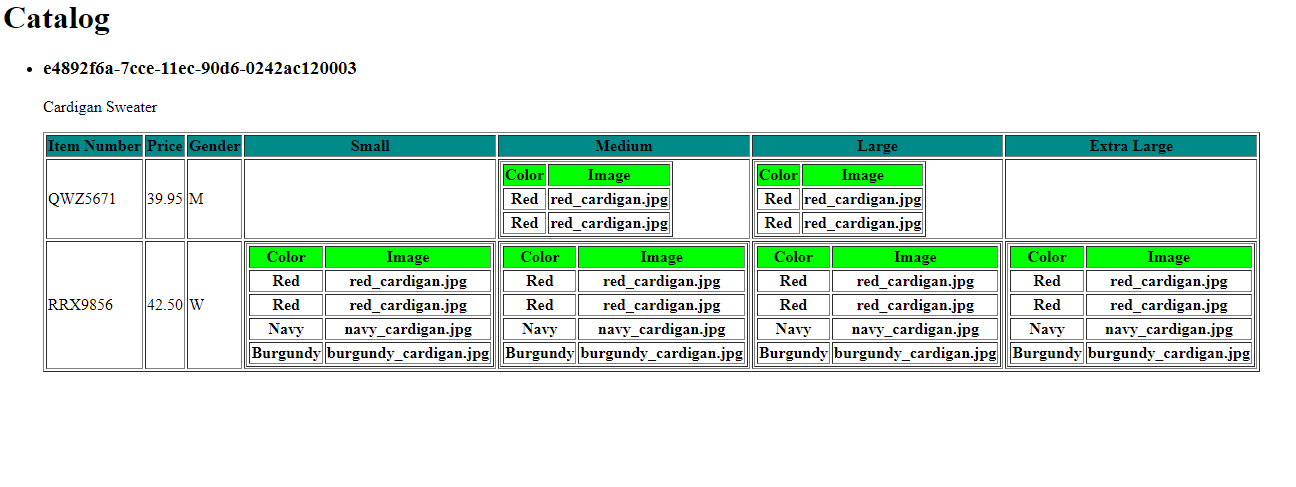 Catalog
e4892f6a-7cce-11ec-90d6-0242ac120003
Cardigan Sweater
Item Number Price Gender Small Medium Large Extra Large
QWZ5671 39.95 M
Color Image
Red red_cardigan.jpg
Red red_cardigan.jpg
Color Image
Red red_cardigan.jpg
Red red_cardigan.jpg
RRX9856 42.50 W
Color Image
Red red_cardigan.jpg
Red red_cardigan.jpg
Navy navy_cardigan.jpg
Burgundy burgundy_cardigan.jpg
Color Image
Red red_cardigan.jpg
Red red_cardigan.jpg
Navy navy_cardigan.jpg
Burgundy burgundy_cardigan.jpg
Color Image
Red red_cardigan.jpg
Red red_cardigan.jpg
Navy navy_cardigan.jpg
Burgundy burgundy_cardigan.jpg
Color Image
Red red_cardigan.jpg
Red red_cardigan.jpg
Navy navy_cardigan.jpg
Burgundy burgundy_cardigan.jpg